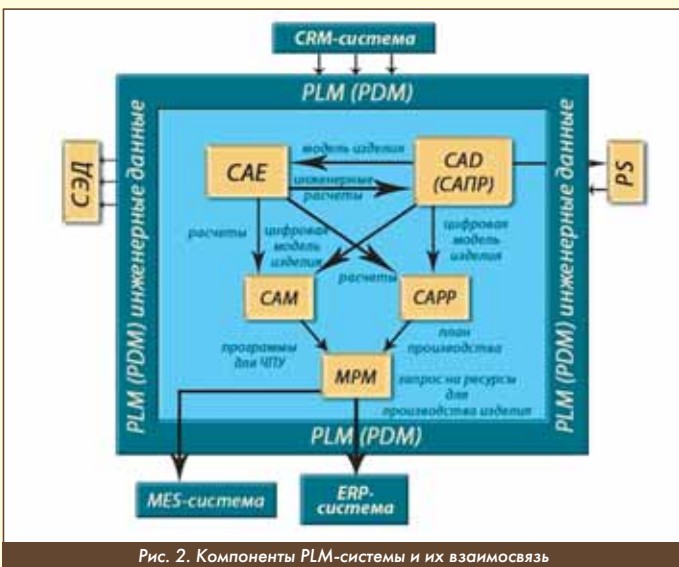 CRM-система
PLM (PDM)
PLM (PDM) инженерные данные
СЭД
CAE
модель изделия
инженерные
расчеты
CAD
(САПР)
PS
PLM (PDM) инженерные данные
расчеты
цифровая
модель
изделия
цифровая
модель
изделия
расчеты
CAM
CAPP
программы
для ЧПУ
план
производства
MPM
запрос на ресурсы
для
производства изделия
PLM (PDM)
MES-система
ERP-
система
Рис. 2. Компоненты PLM-системы и их взаимосвязь